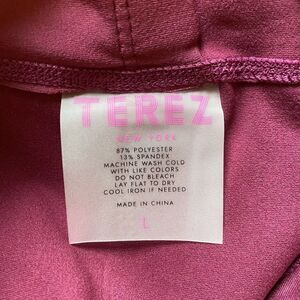 TEREZ
NEW YORK
87% POLYESTER
13% SPANDEX
MACHINE WASH COLD
WITH LIKE COLORS
DO NOT BLEACH
LAY FLAT TO DRY
COOL IRON IF NEEDED
MADE IN CHINA
L